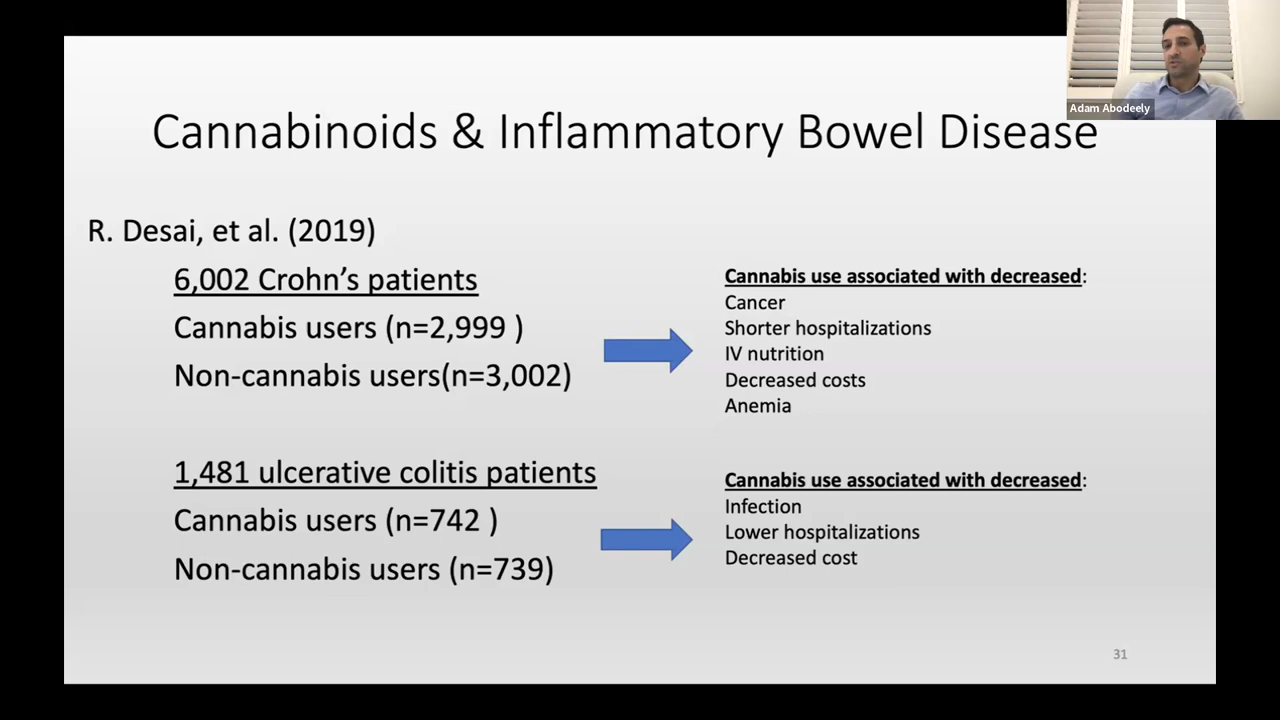 Adam Abodeely
Cannabinoids & Inflammatory Bowel Disease
R. Desai, et al. (2019)
6,002 Crohn’s patients
Cannabis users (n=2,999 )
Non-cannabis users(n=3,002)
Cannabis use associated with decreased:
Cancer
Shorter hospitalizations
IV nutrition
Decreased costs
Anemia
1,481 ulcerative colitis patients
Cannabis users (n=742 )
Non-cannabis users (n=739)
Cannabis use associated with decreased:
Infection
Lower hospitalizations
Decreased cost
31